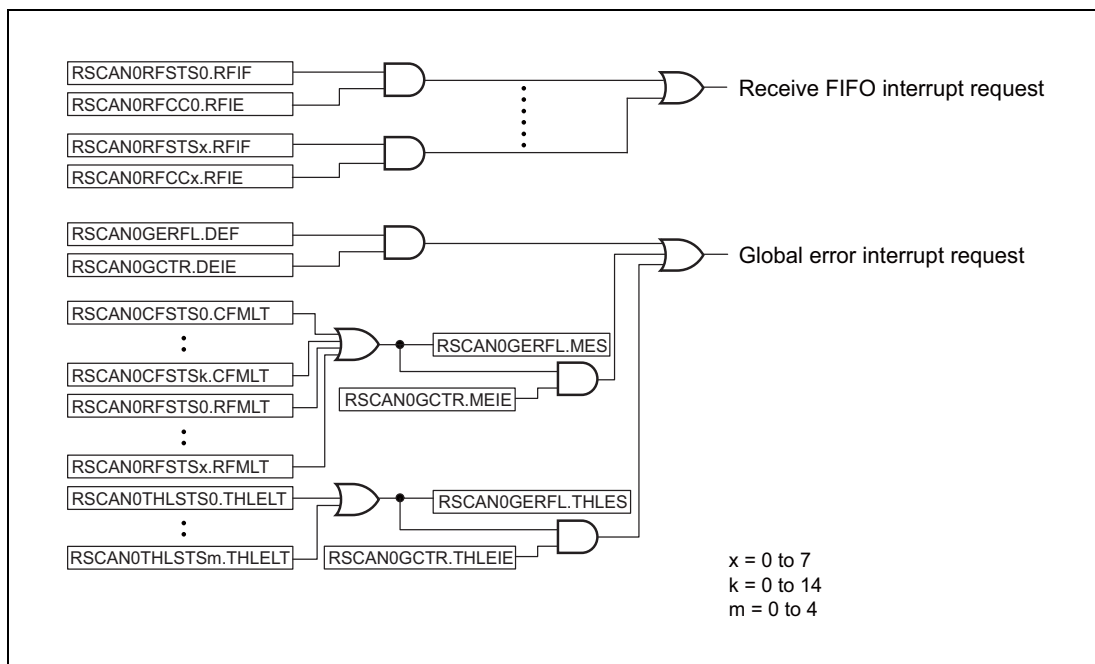 RSCAN0RFSTS0.RFIF
RSCAN0RFCC0.RFIE
Receive FIFO interrupt request
RSCAN0RFSTSx.RFIF
RSCAN0RFCCx.RFIE
RSCAN0GERFL.DEF
RSCAN0GCTR.DEIE
Global error interrupt request
RSCAN0CFSTS0.CFMLT
RSCAN0GERFL.MES
RSCAN0CFSTSk.CFMLT
RSCAN0GCTR.MEIE
RSCAN0RFSTS0.RFMLT
RSCAN0RFSTSx.RFMLT
RSCAN0THLSTS0.THLELT
RSCAN0GERFL.THLES
RSCAN0THLSTSm.THLELT
RSCAN0GCTR.THLEIE
x = 0 to 7
k = 0 to 14
m = 0 to 4